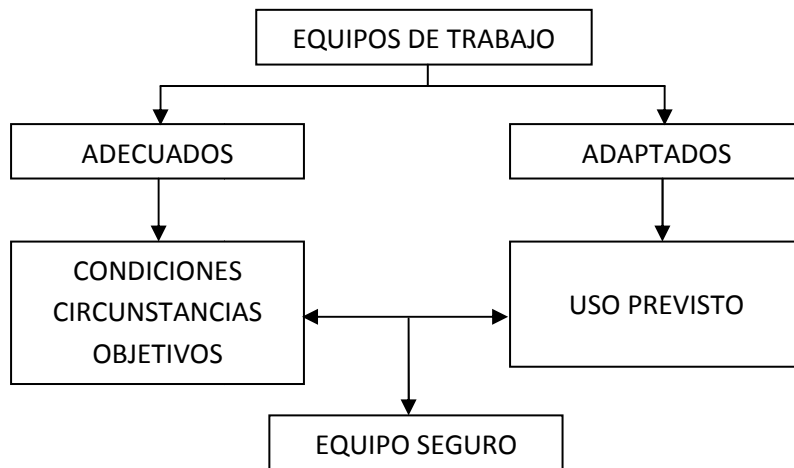 EQUIPOS DE TRABAJO
ADECUADOS
ADAPTADOS
CONDICIONES
CIRCUNSTANCIAS
OBJETIVOS
USO PREVISTO
EQUIPO SEGURO